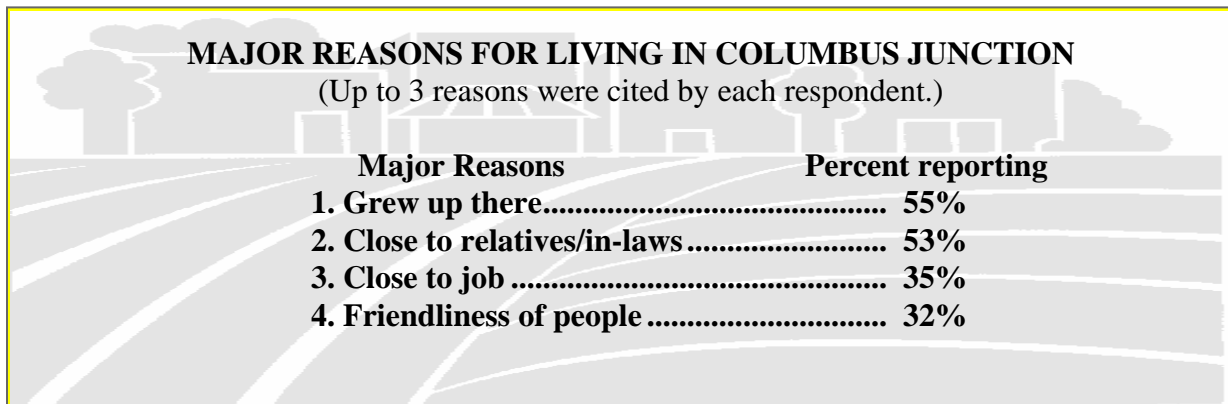 MAJOR REASONS FOR LIVING IN COLUMBUS JUNCTION
(Up to 3 reasons were cited by each respondent.)
Major Reasons Percent reporting
1. Grew up there........................................... 55%
2. Close to relatives/in-laws......................... 53%
3. Close to job ............................................... 35%
4. Friendliness of people .............................. 32%